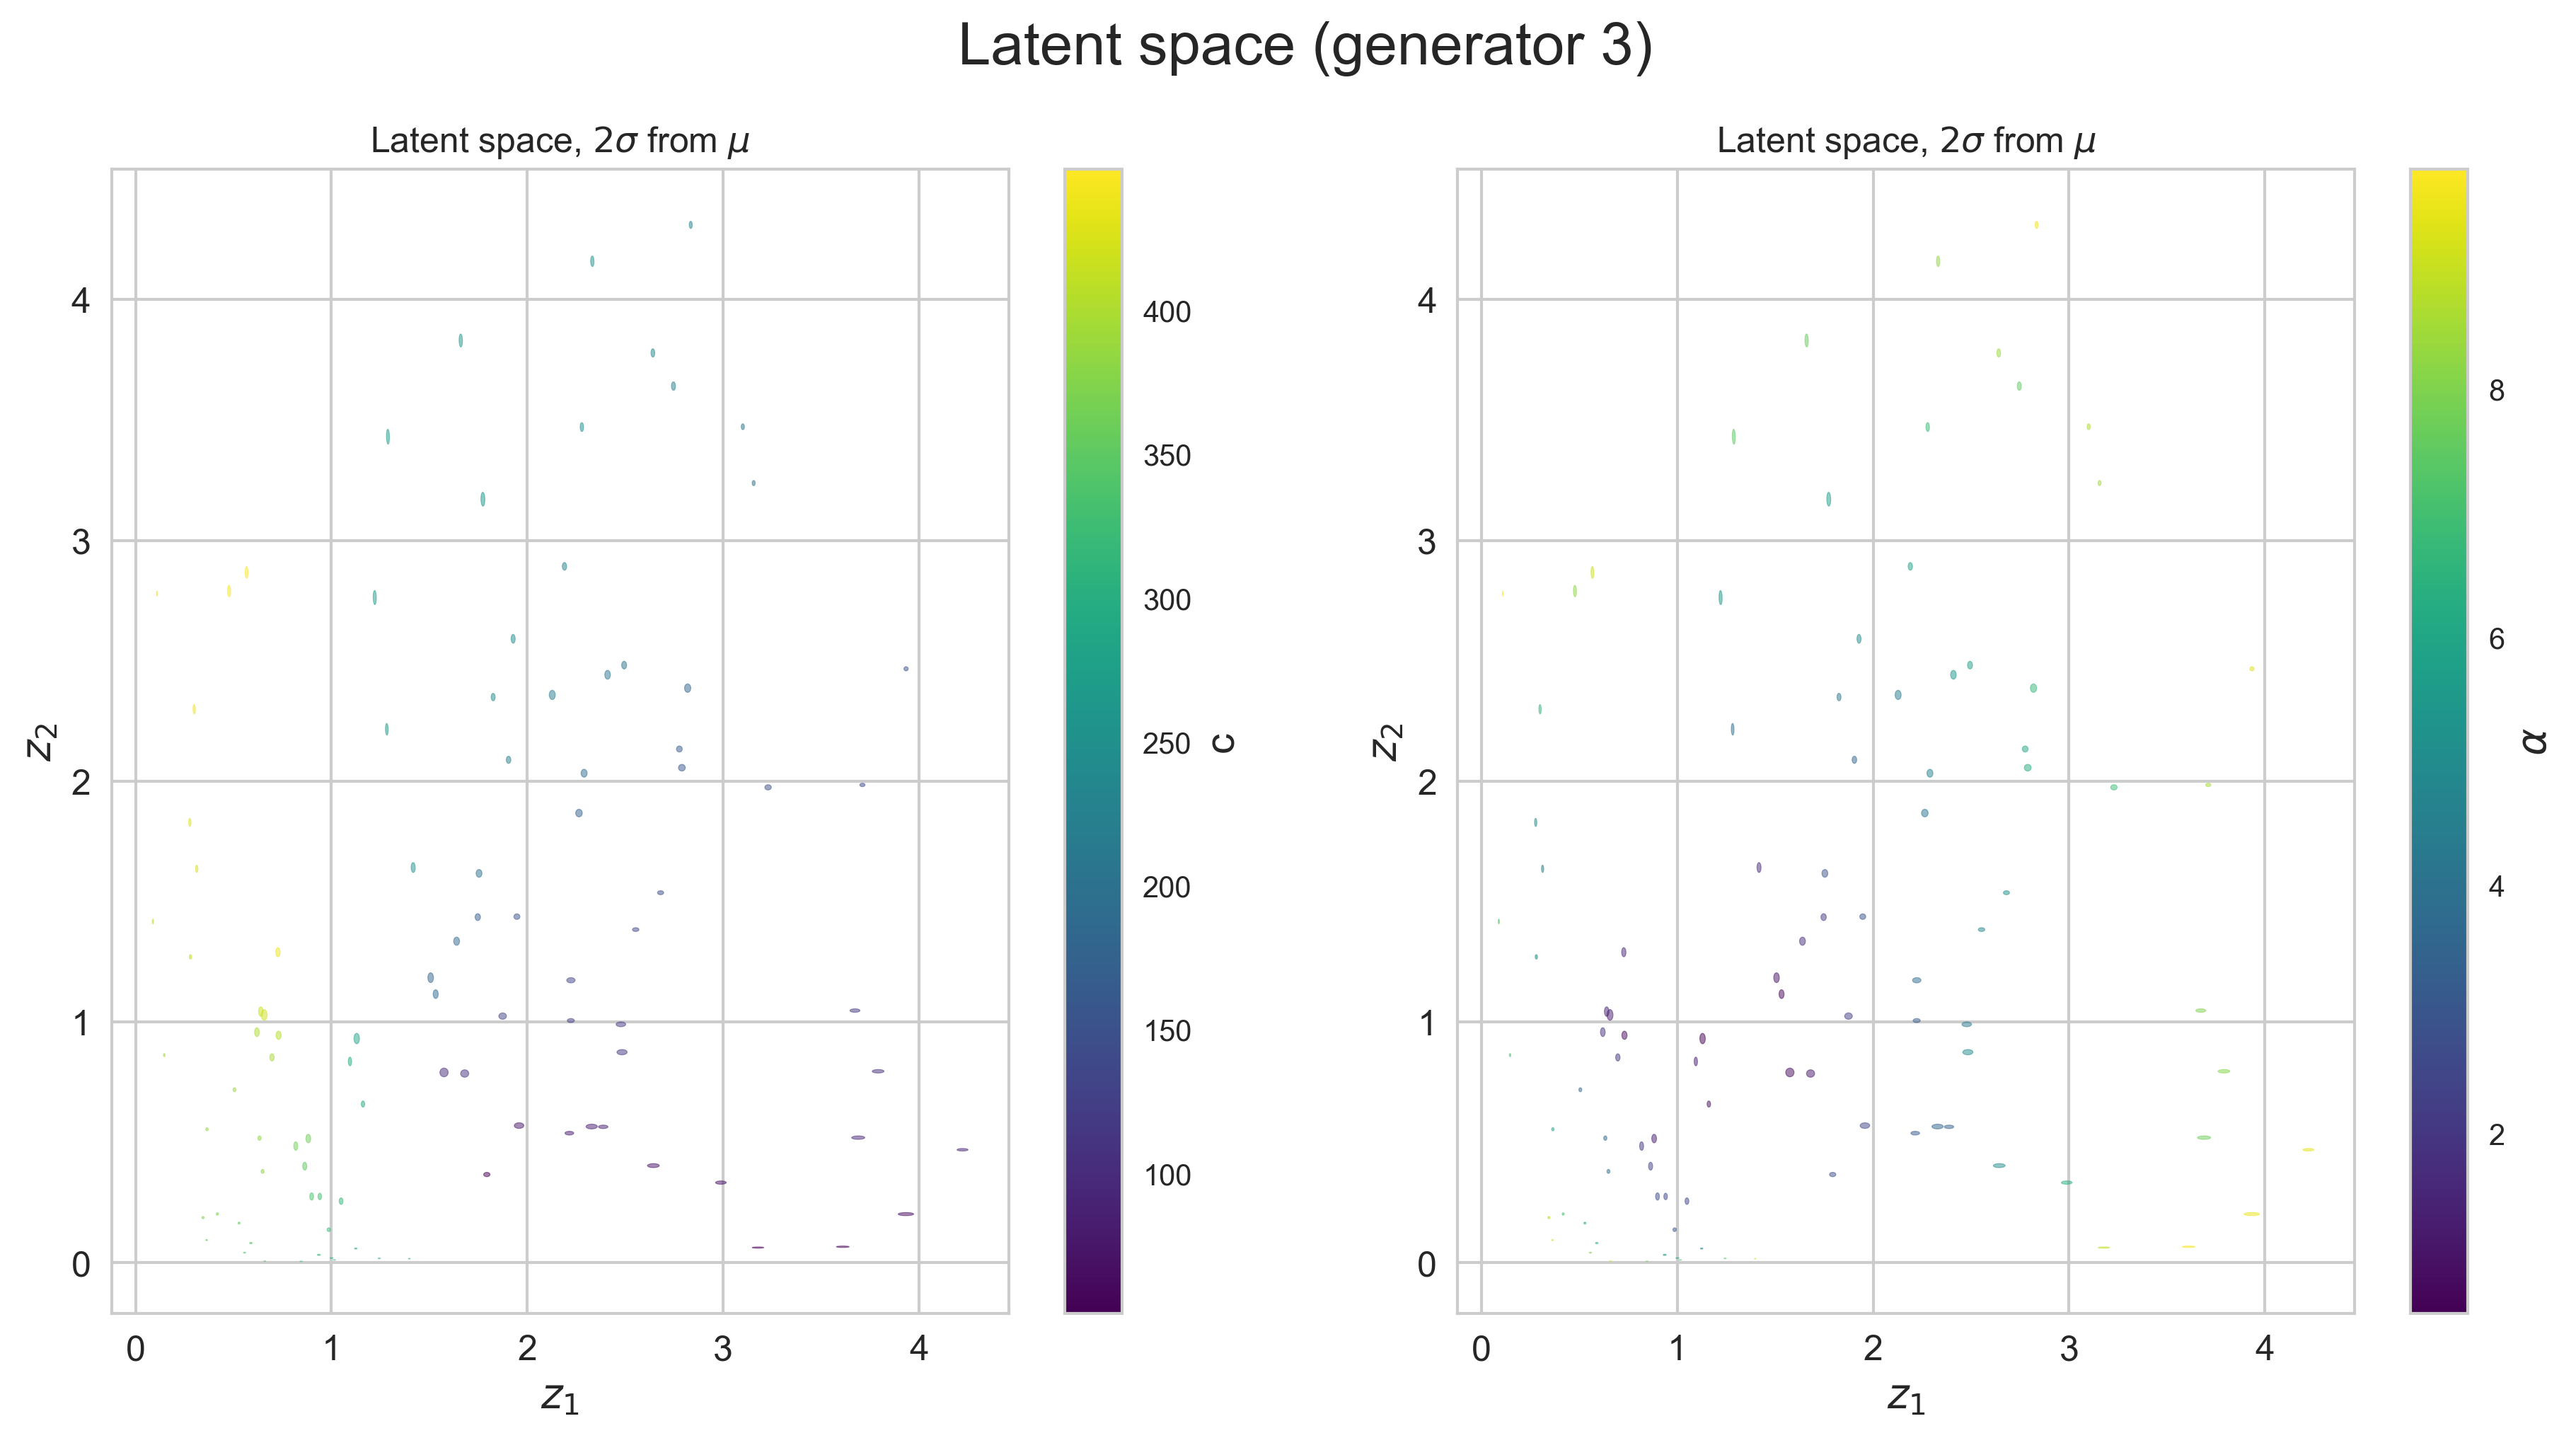 Latent space (generator 3)
Latent space, 2σ from μ
4
3
2
1
0
z₂
0 1 2 3 4
z₁
400
350
300
250
200
150
100
c
Latent space, 2σ from μ
4
3
2
1
0
z₂
0 1 2 3 4
z₁
8
6
4
2
α